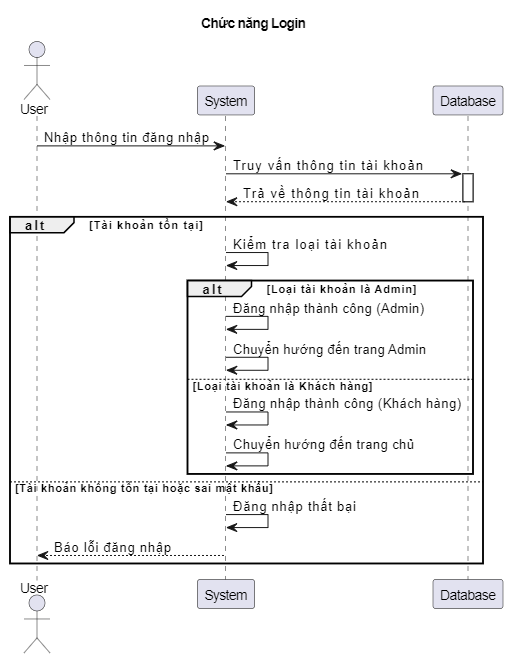 Chức năng Login
User
System
Database
Nhập thông tin đăng nhập
Truy vấn thông tin tài khoản
Trả về thông tin tài khoản
alt [Tài khoản tồn tại]
Kiểm tra loại tài khoản
alt [Loại tài khoản là Admin]
Đăng nhập thành công (Admin)
Chuyển hướng đến trang Admin
[Loại tài khoản là Khách hàng]
Đăng nhập thành công (Khách hàng)
Chuyển hướng đến trang chủ
[Tài khoản không tồn tại hoặc sai mật khẩu]
Đăng nhập thất bại
Báo lỗi đăng nhập
User
System
Database